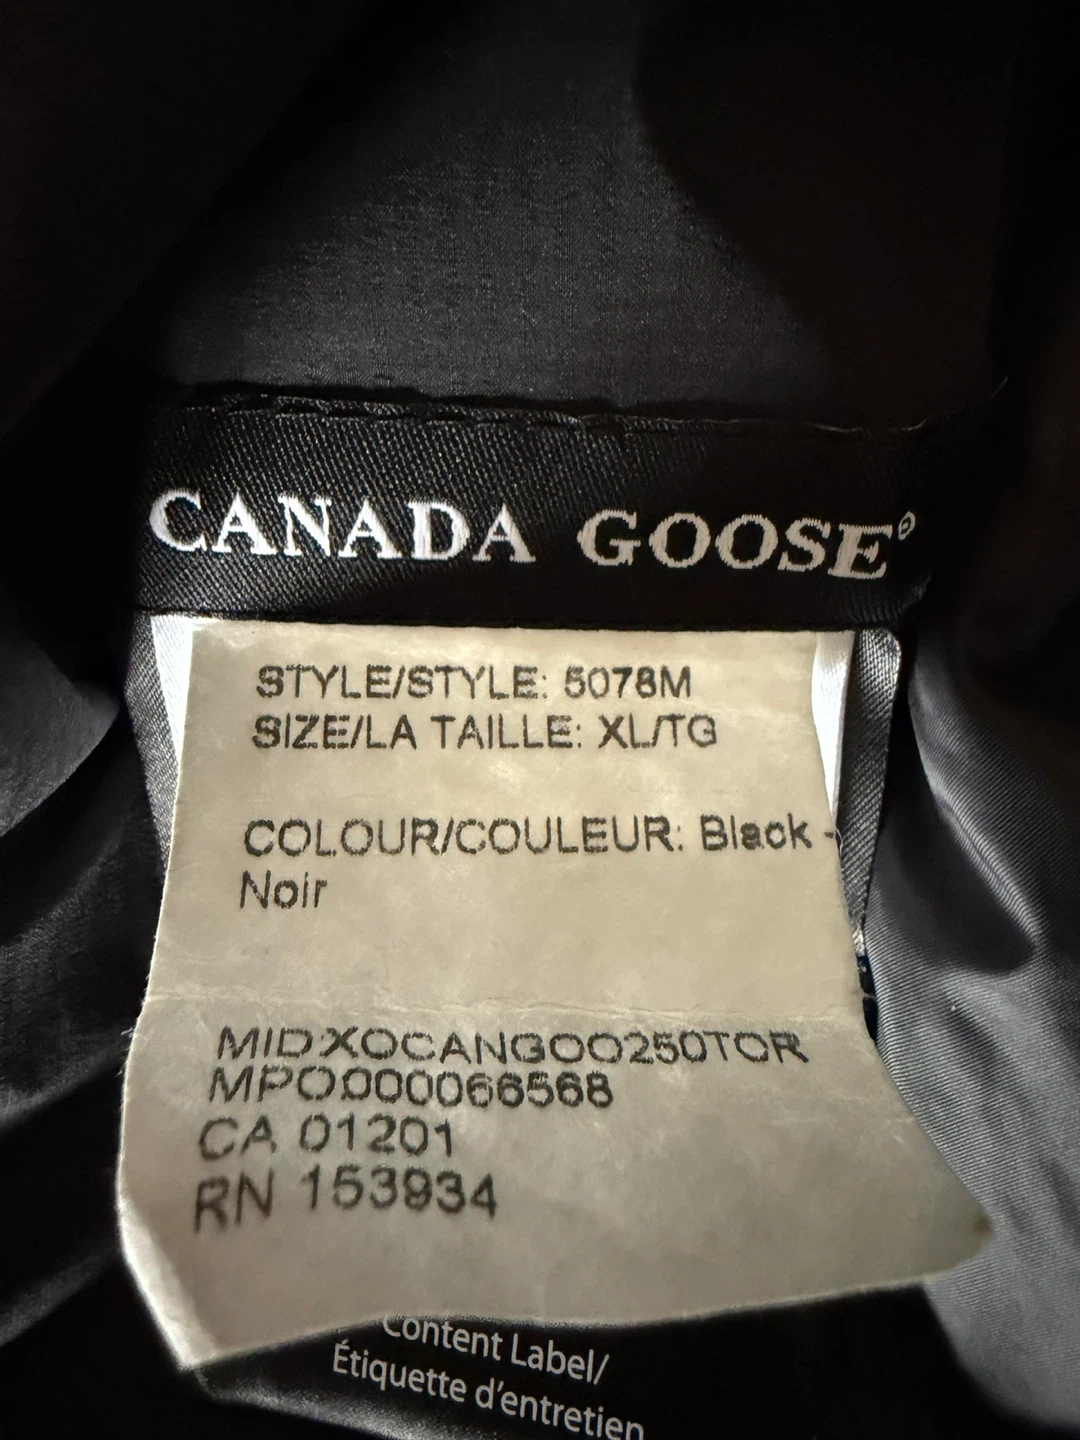 CANADA GOOSE®
STYLE/STYLE: 5078M
SIZE/LA TAILLE: XL/TG
COLOUR/COULEUR: Black -
Noir
MIDXOCANGOO250TOR
MPO000066568
CA 01201
RN 153934
Content Label/
Étiquette d'entretien